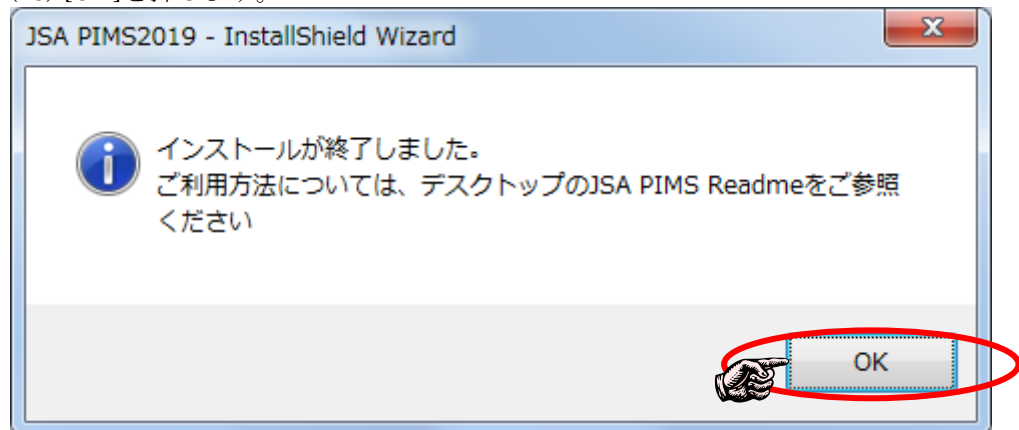 JSA PIMS2019 - InstallShield Wizard
インストールが終了しました。
ご利用方法については、デスクトップのJSA PIMS Readmeをご参照
ください
OK